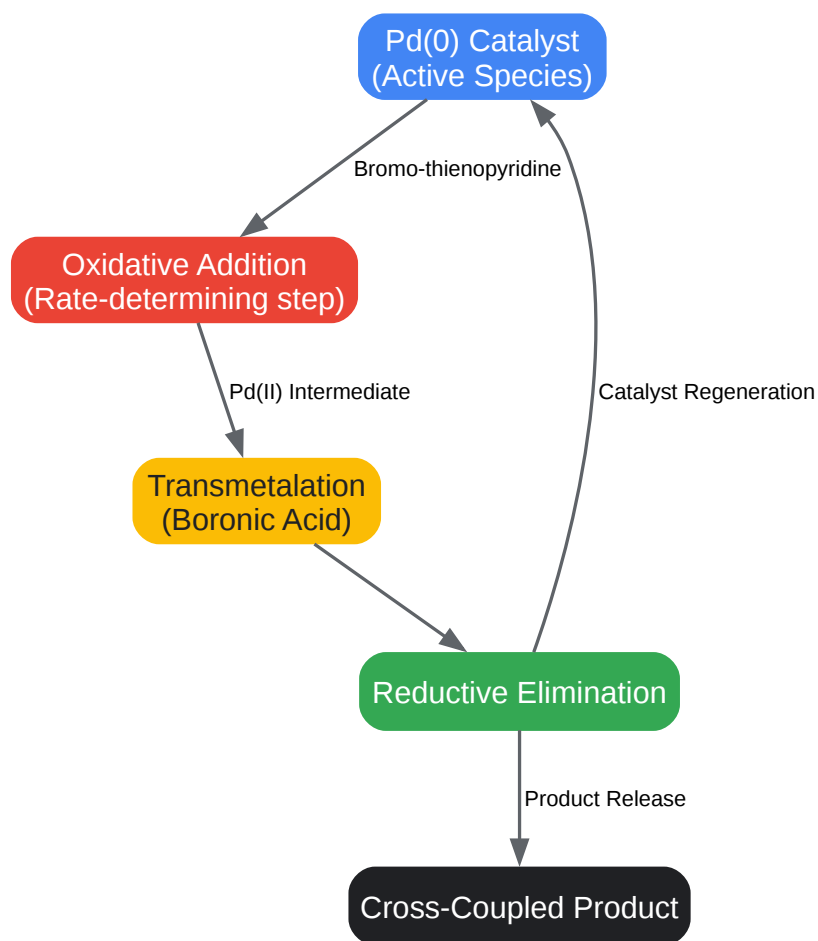 Pd(0) Catalyst
(Active Species)
Bromo-thienopyridine
Oxidative Addition
(Rate-determining step)
Pd(II) Intermediate
Catalyst Regeneration
Transmetalation
(Boronic Acid)
Reductive Elimination
Product Release
Cross-Coupled Product